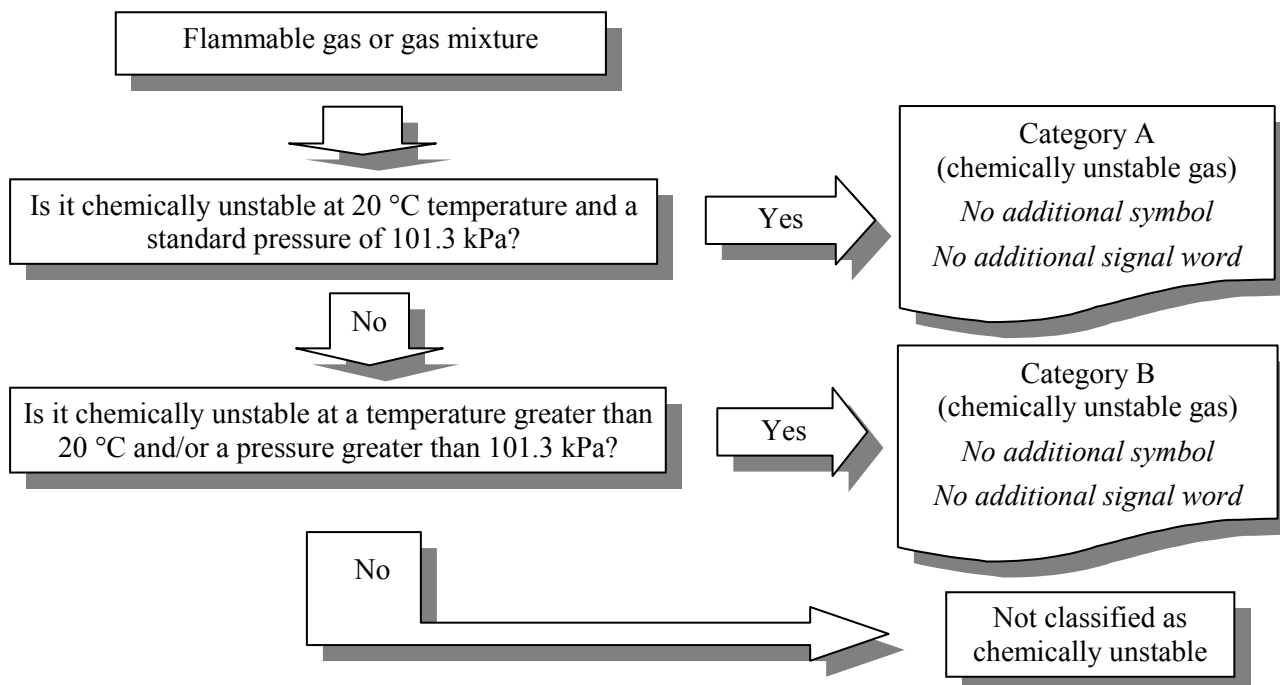 Flammable gas or gas mixture
Is it chemically unstable at 20 °C temperature and a
standard pressure of 101.3 kPa?
Yes
Category A
(chemically unstable gas)
No additional symbol
No additional signal word
No
Is it chemically unstable at a temperature greater than
20 °C and/or a pressure greater than 101.3 kPa?
Yes
Category B
(chemically unstable gas)
No additional symbol
No additional signal word
No
Not classified as
chemically unstable